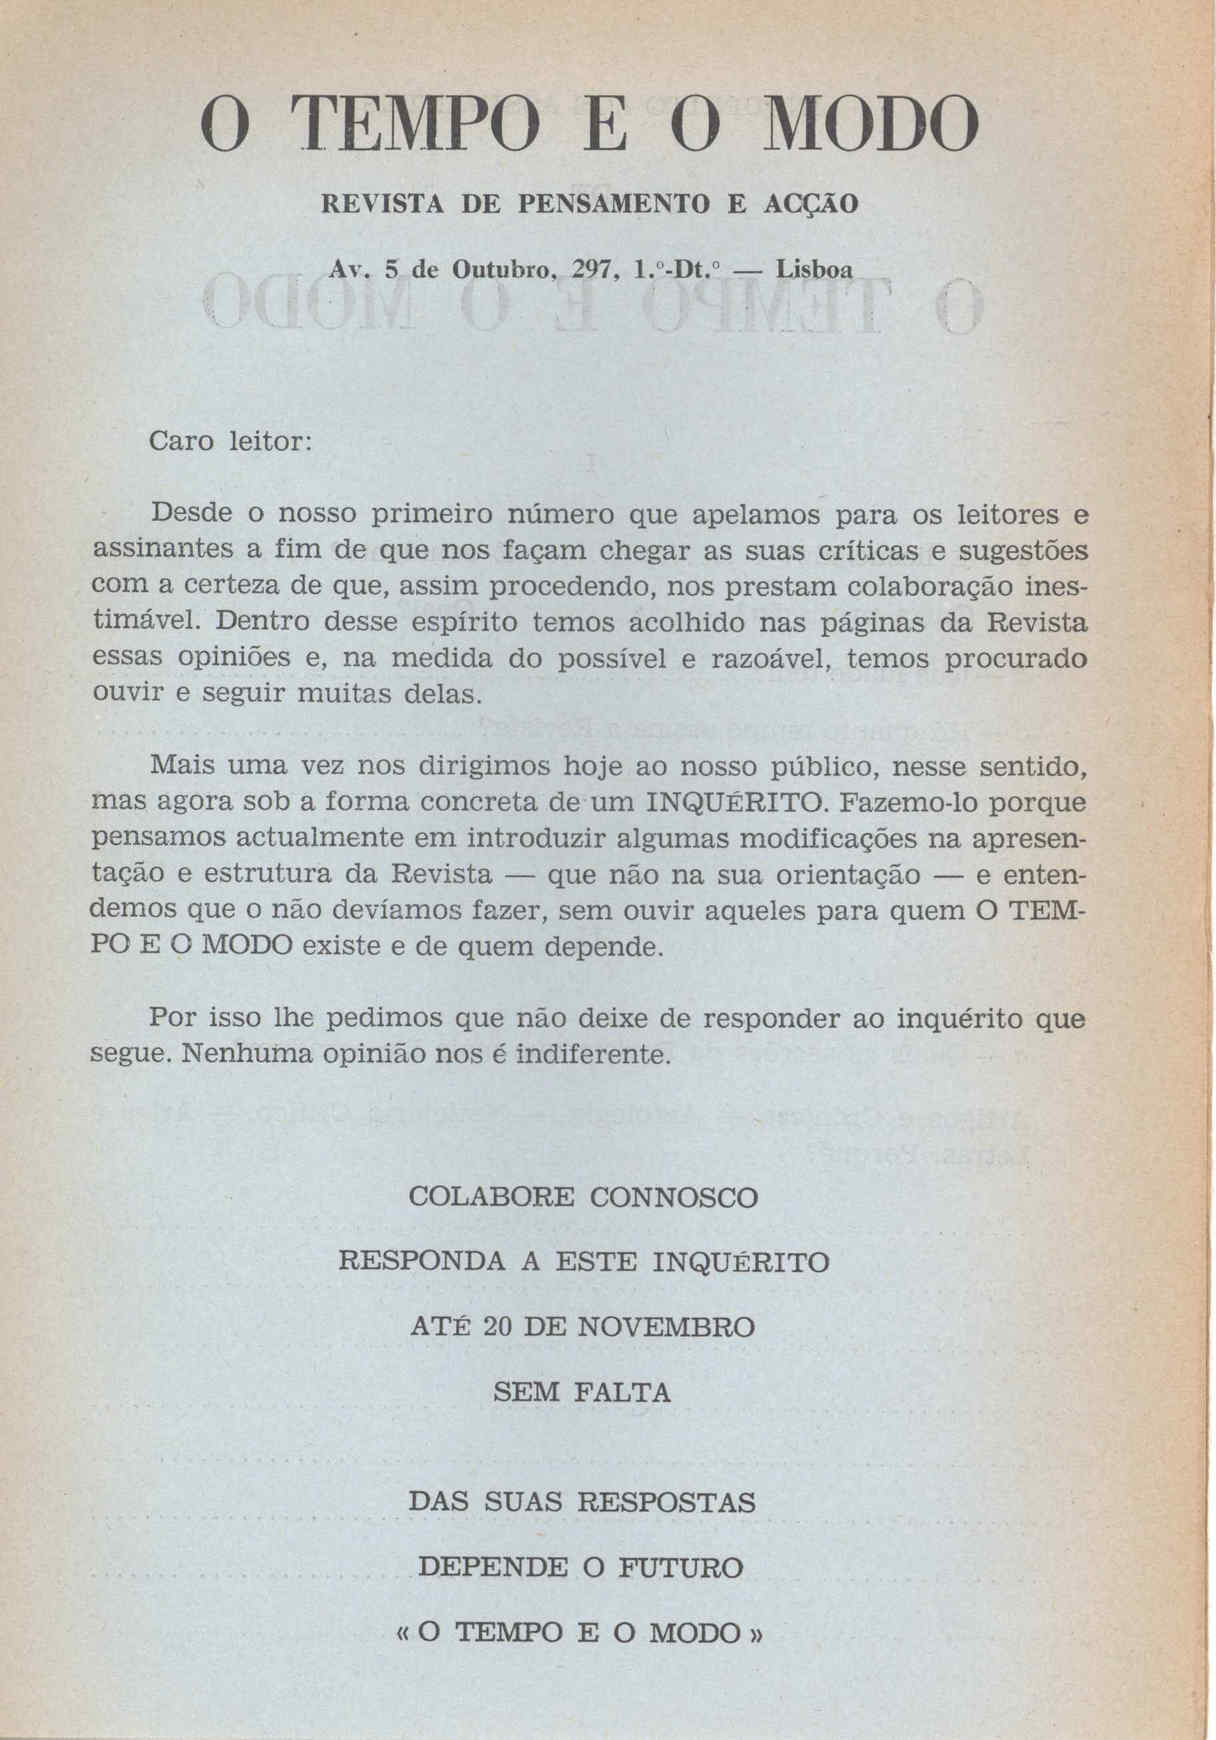 O TEMPO E O MODO
REVISTA DE PENSAMENTO E ACÇÃO
Av. 5 de Outubro, 297, 1.º-Dt.º — Lisboa
Caro leitor:
Desde o nosso primeiro número que apelamos para os leitores e
assinantes a fim de que nos façam chegar as suas críticas e sugestões
com a certeza de que, assim procedendo, nos prestam colaboração ines-
timável. Dentro desse espírito temos acolhido nas páginas da Revista
essas opiniões e, na medida do possível e razoável, temos procurado
ouvir e seguir muitas delas.
Mais uma vez nos dirigimos hoje ao nosso público, nesse sentido,
mas agora sob a forma concreta de um INQUÉRITO. Fazemo-lo porque
pensamos actualmente em introduzir algumas modificações na apresen-
tação e estrutura da Revista — que não na sua orientação — e enten-
demos que o não devíamos fazer, sem ouvir aqueles para quem O TEM-
PO E O MODO existe e de quem depende.
Por isso lhe pedimos que não deixe de responder ao inquérito que
segue. Nenhuma opinião nos é indiferente.
COLABORE CONNOSCO
RESPONDA A ESTE INQUÉRITO
ATÉ 20 DE NOVEMBRO
SEM FALTA
DAS SUAS RESPOSTAS
DEPENDE O FUTURO
« O TEMPO E O MODO »